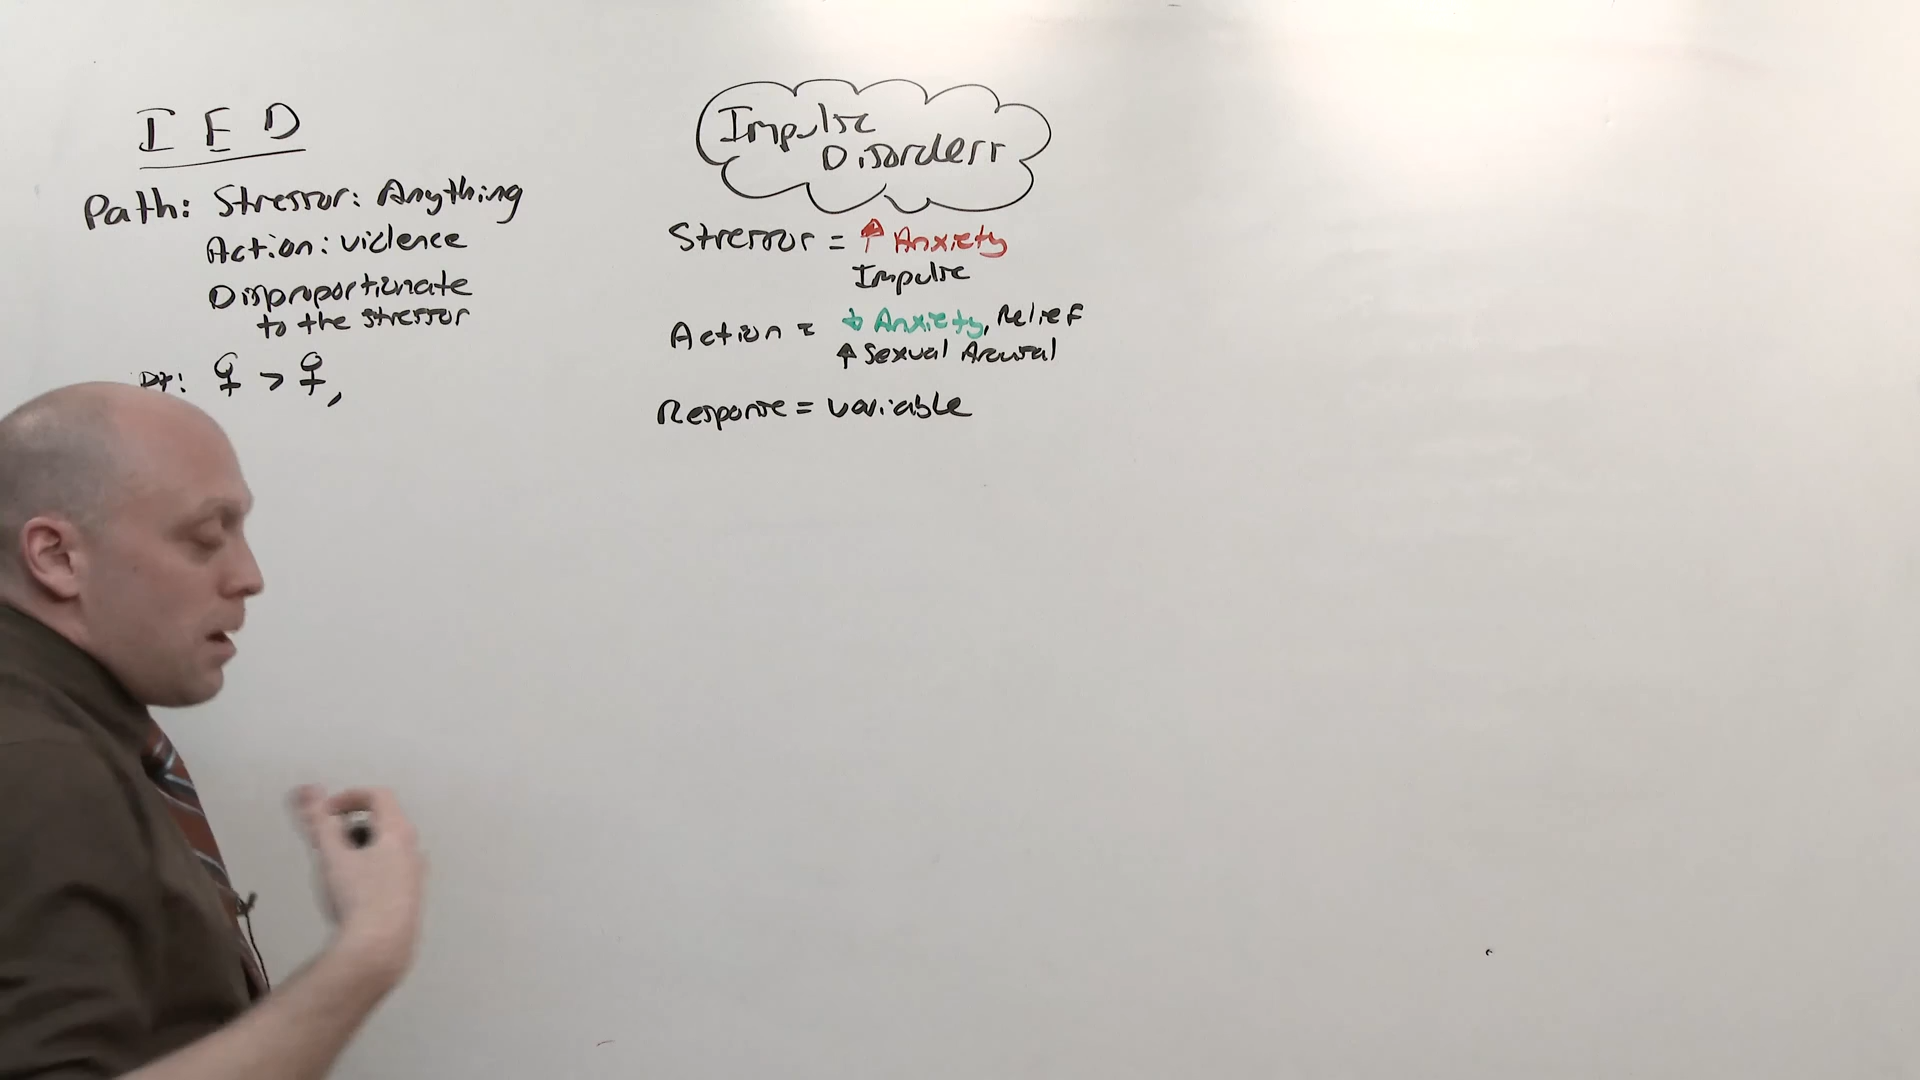 I E D
Path: Stressor: Anything
Action: violence
Disproportionate
to the stressor
Pt: ♀ > ♀,
Impulse
Disorders
Stressor = ↑ Anxiety
Impulse
Action = ↓ Anxiety, Relief
↑ Sexual Arousal
Response = variable